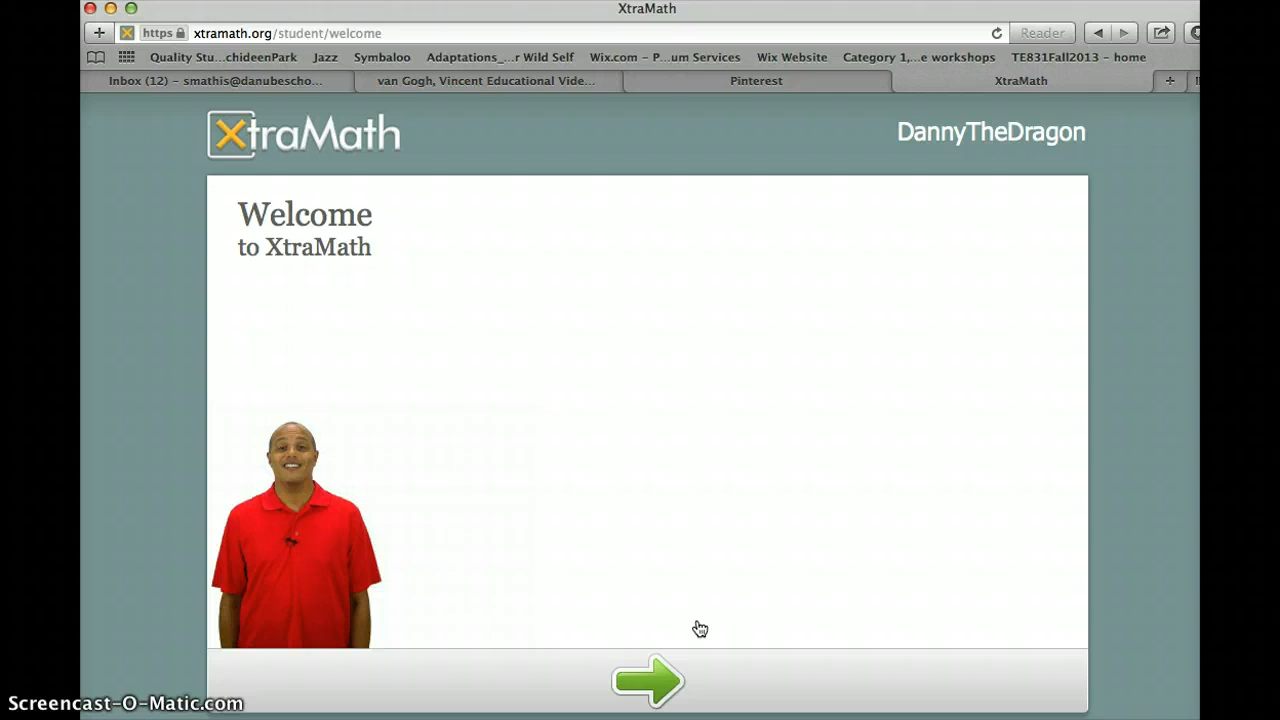 XtraMath
https xtramath.org/student/welcome Reader
Quality Stu...chideenPark Jazz Symbaloo Adaptations_...r Wild Self Wix.com - P...um Services Wix Website Category 1,...e workshops TE831Fall2013 - home
Inbox (12) - smathis@danubescho... van Gogh, Vincent Educational Vide... Pinterest XtraMath
XtraMath DannyTheDragon
Welcome
to XtraMath
Screencast-O-Matic.com